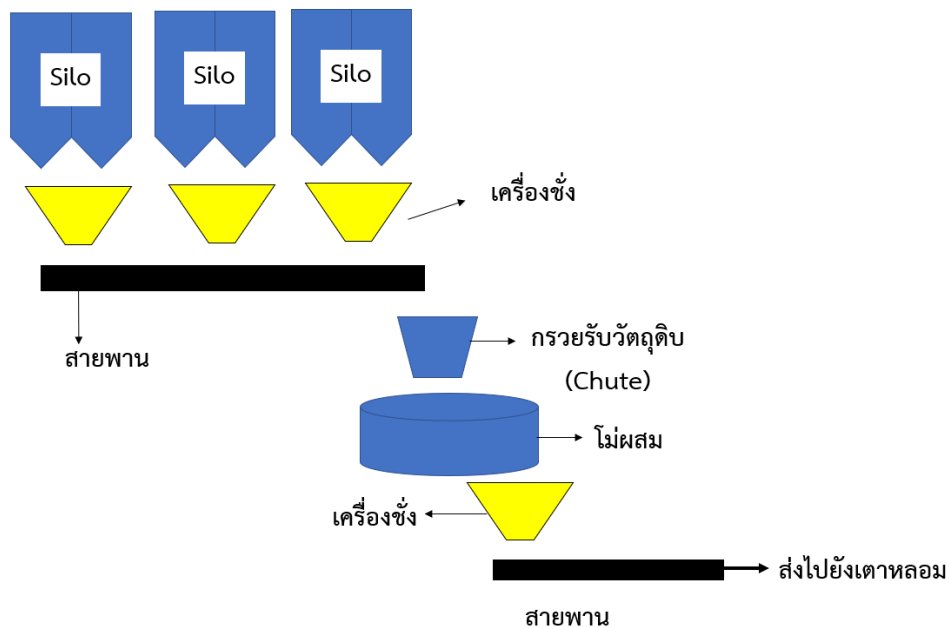 Silo
Silo
Silo
เครื่องชั่ง
สายพาน
กรวยรับวัตถุดิบ
(Chute)
โม่ผสม
เครื่องชั่ง
ส่งไปยังเตาหลอม
สายพาน